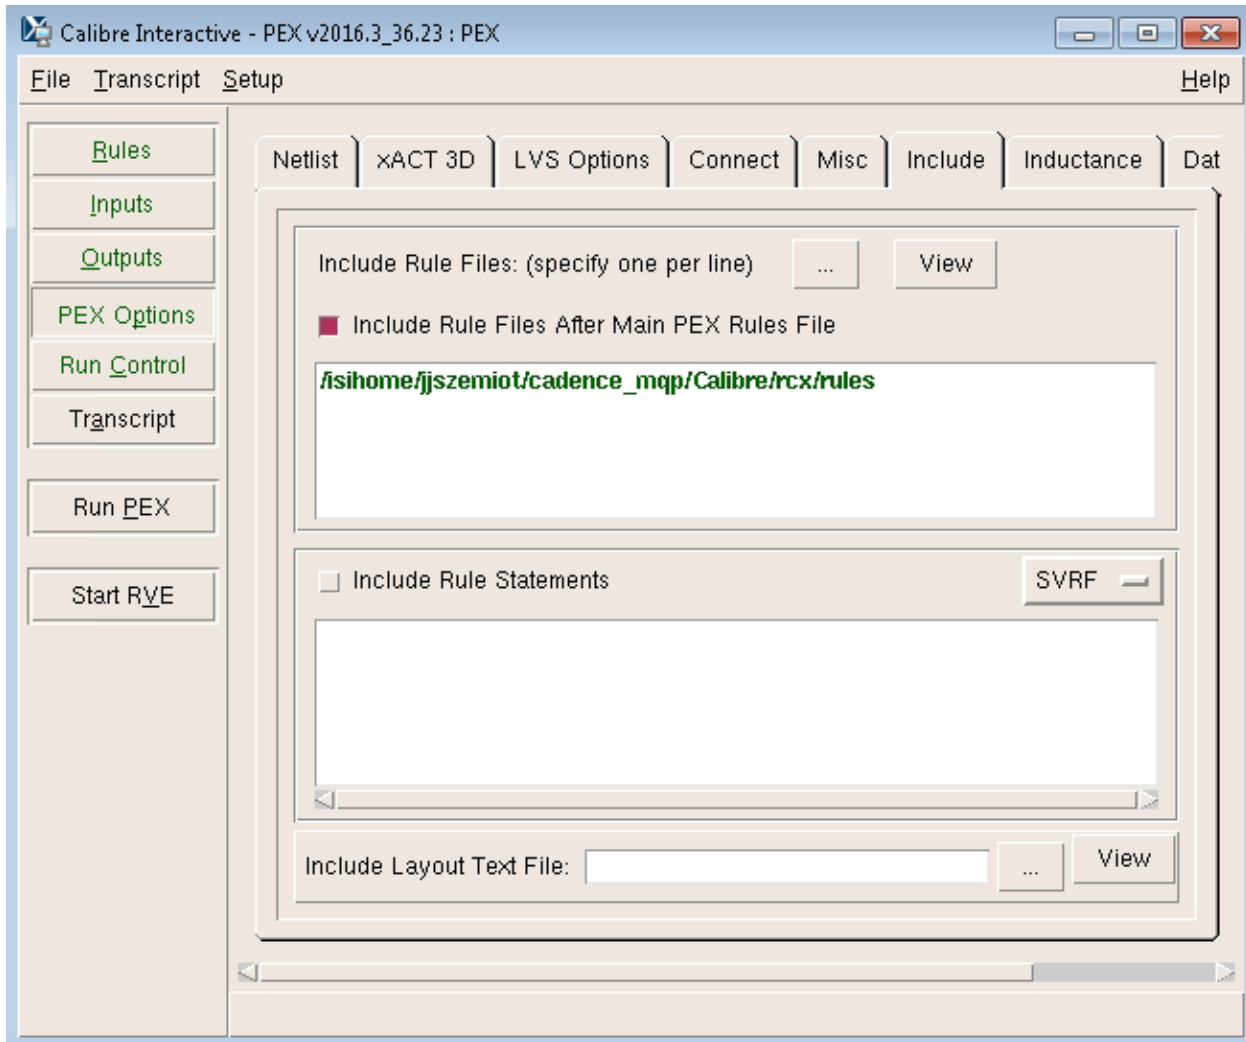 Calibre Interactive - PEX v2016.3_36.23 : PEX
File Transcript Setup Help
Rules
Inputs
Outputs
PEX Options
Run Control
Transcript
Run PEX
Start RVE
Netlist xACT 3D LVS Options Connect Misc Include Inductance Dat
Include Rule Files: (specify one per line) ... View
Include Rule Files After Main PEX Rules File
/isihome/jjszemiot/cadence_mqp/Calibre/rcx/rules
Include Rule Statements SVRF
Include Layout Text File: ... View